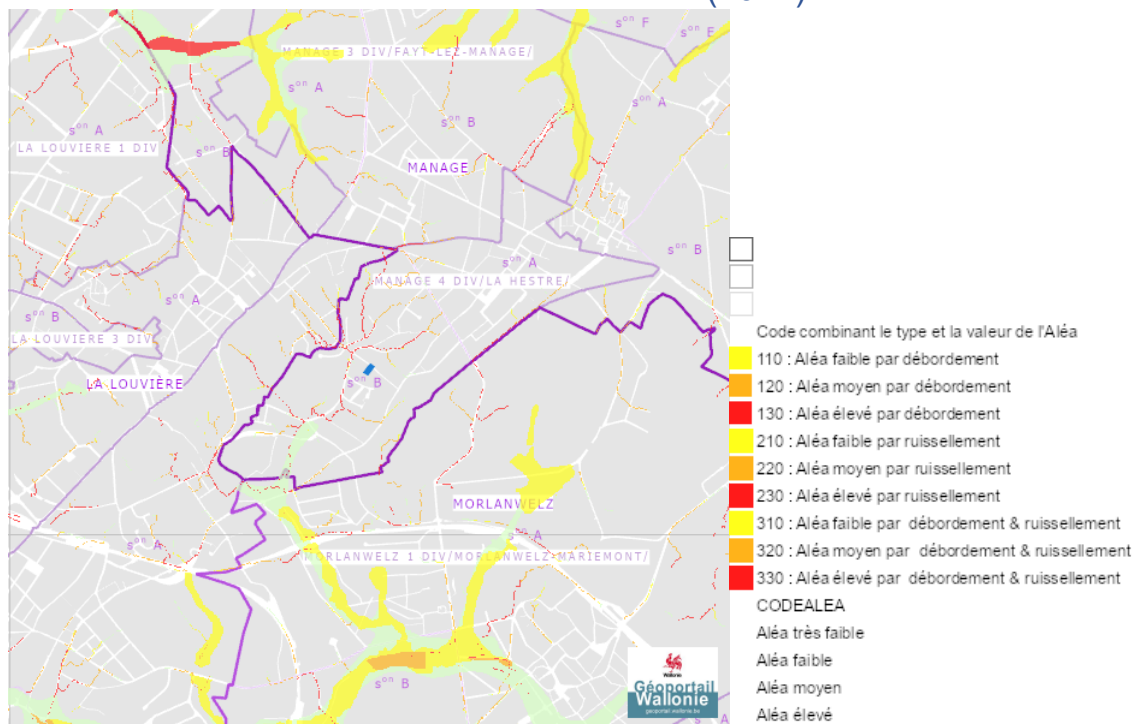 MANAGE 3 DIV/FAYT-LEZ-MANAGE/
sᵒⁿ F
sᵒⁿ E
sᵒⁿ A
sᵒⁿ A
sᵒⁿ A
sᵒⁿ B
LA LOUVIERE 1 DIV
sᵒⁿ B
MANAGE
sᵒⁿ B
sᵒⁿ A
MANAGE 4 DIV/LA HESTRE/
sᵒⁿ A
sᵒⁿ B
LA LOUVIERE 3 DIV
LA LOUVIÈRE
sᵒⁿ B
MORLANWELZ
sᵒⁿ A
sᵒⁿ A
MORLANWELZ 1 DIV/MORLANWELZ-MARIEMONT/
sᵒⁿ B
Wallonie
Géoportail
Wallonie
geoportail.wallonie.be
Code combinant le type et la valeur de l'Aléa
110 : Aléa faible par débordement
120 : Aléa moyen par débordement
130 : Aléa élevé par débordement
210 : Aléa faible par ruissellement
220 : Aléa moyen par ruissellement
230 : Aléa élevé par ruissellement
310 : Aléa faible par débordement & ruissellement
320 : Aléa moyen par débordement & ruissellement
330 : Aléa élevé par débordement & ruissellement
CODEALEA
Aléa très faible
Aléa faible
Aléa moyen
Aléa élevé